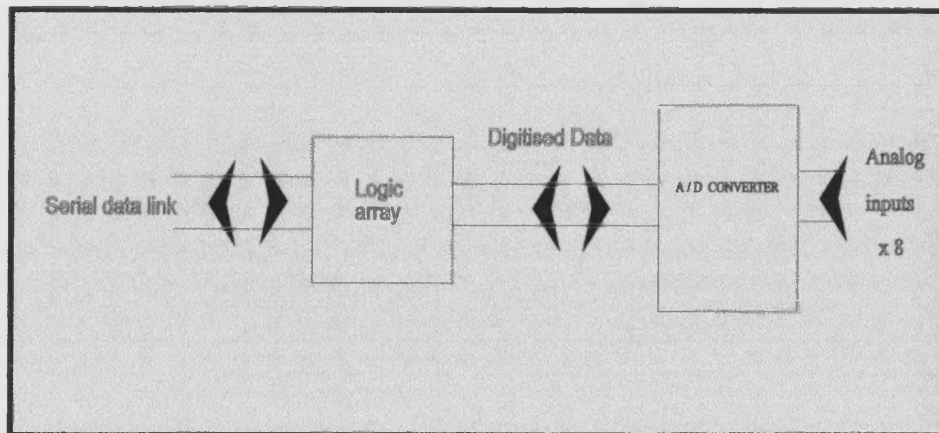 Serial data link
Logic
array
Digitised Data
A / D CONVERTER
Analog
inputs
x 8